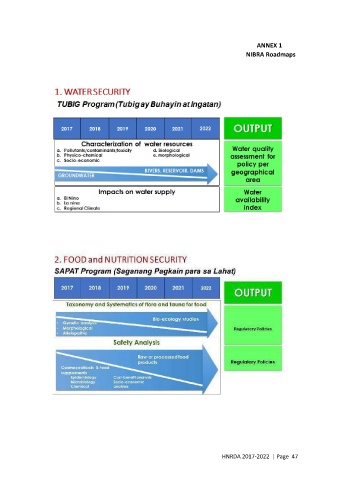 ANNEX 1
NIBRA Roadmaps
1. WATER SECURITY
TUBIG Program (Tubig ay Buhayin at Ingatan)
2017 2018 2019 2020 2021 2022 OUTPUT
Characterization of water resources
a. Pollutants/contaminants/toxicity d. Biological
b. Physico-chemical e. morphological
c. Socio economic
RIVERS, RESERVOIR, DAMS
GROUNDWATER
Water quality
assessment for
policy per
geographical
area
Impacts on water supply
a. El Nino
b. La nina
c. Regional Climate
Water
availability
index
2. FOOD and NUTRITION SECURITY
SAPAT Program (Saganang Pagkain para sa Lahat)
2017 2018 2019 2020 2021 2022 OUTPUT
Taxonomy and Systematics of flora and fauna for food
Bio-ecology studies
Genetic analysis
Morphological
Allelopathic
Regulatory Policies
Safety Analysis
Raw or processed food
products
Commercialized & food
supplements
Epidemiology Cost benefit analysis
Microbiology Socio economic
Chemical studies
Regulatory Policies
HNRDA 2017-2022 | Page 47